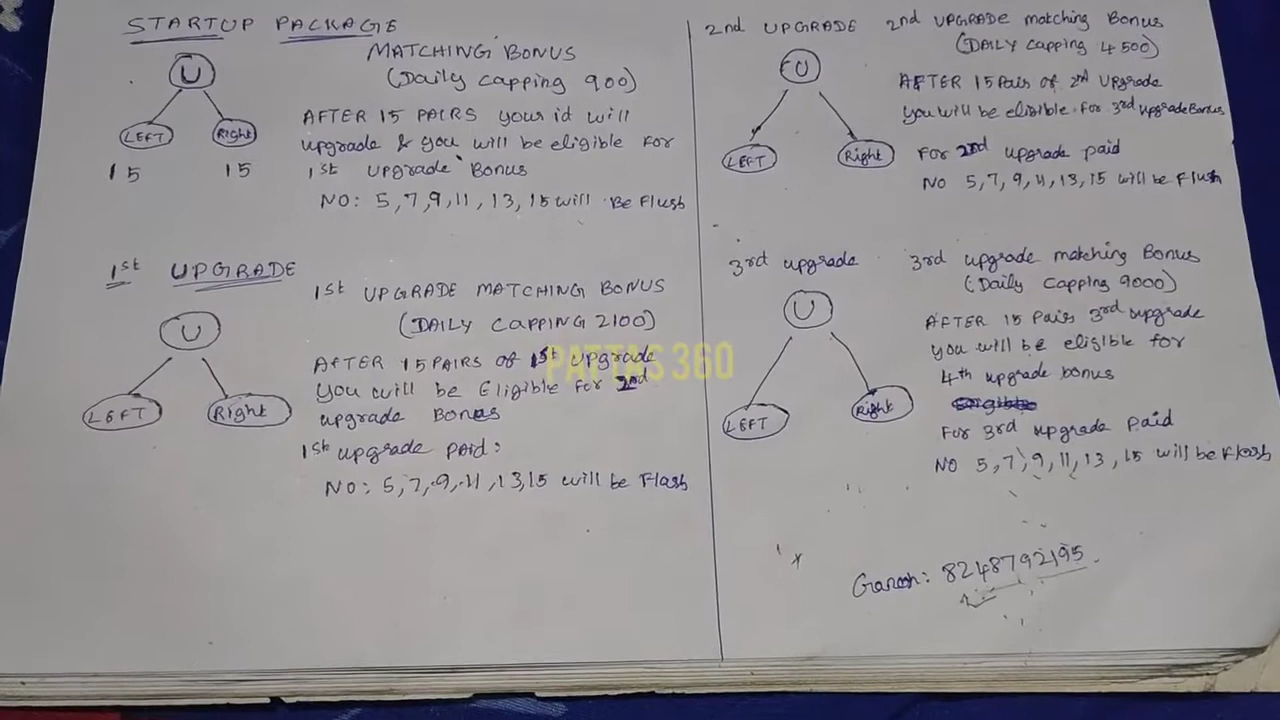 STARTUP PACKAGE
MATCHING BONUS
(Daily capping 900)
U
LEFT
Right
15
15
AFTER 15 PAIRS your id will
upgrade & you will be eligible For
1st upgrade Bonus
NO: 5,7,9,11,13,15 will Be Flush
1st UPGRADE
1st UPGRADE MATCHING BONUS
(DAILY CAPPING 2100)
U
LEFT
Right
AFTER 15 PAIRS of 1st upgrade
You will be Eligible for 2nd
upgrade Bonus
1st upgrade PAID:
NO: 5,7,9,11,13,15 will be Flash
2nd UPGRADE
2nd UPGRADE matching Bonus
(DAILY capping 4500)
U
LEFT
Right
AFTER 15 Pair of 2nd upgrade
you will be eligible for 3rd upgrade Bonus
For 2nd upgrade paid
NO 5,7,9,11,13,15 will be Flush
3rd upgrade
3rd upgrade matching Bonus
(Daily capping 9000)
U
LEFT
Right
AFTER 15 Pairs 3rd upgrade
you will be eligible for
4th upgrade bonus
For 3rd upgrade paid
NO 5,7,9,11,13,15 will be Flash
8248792195
PATTAS 360